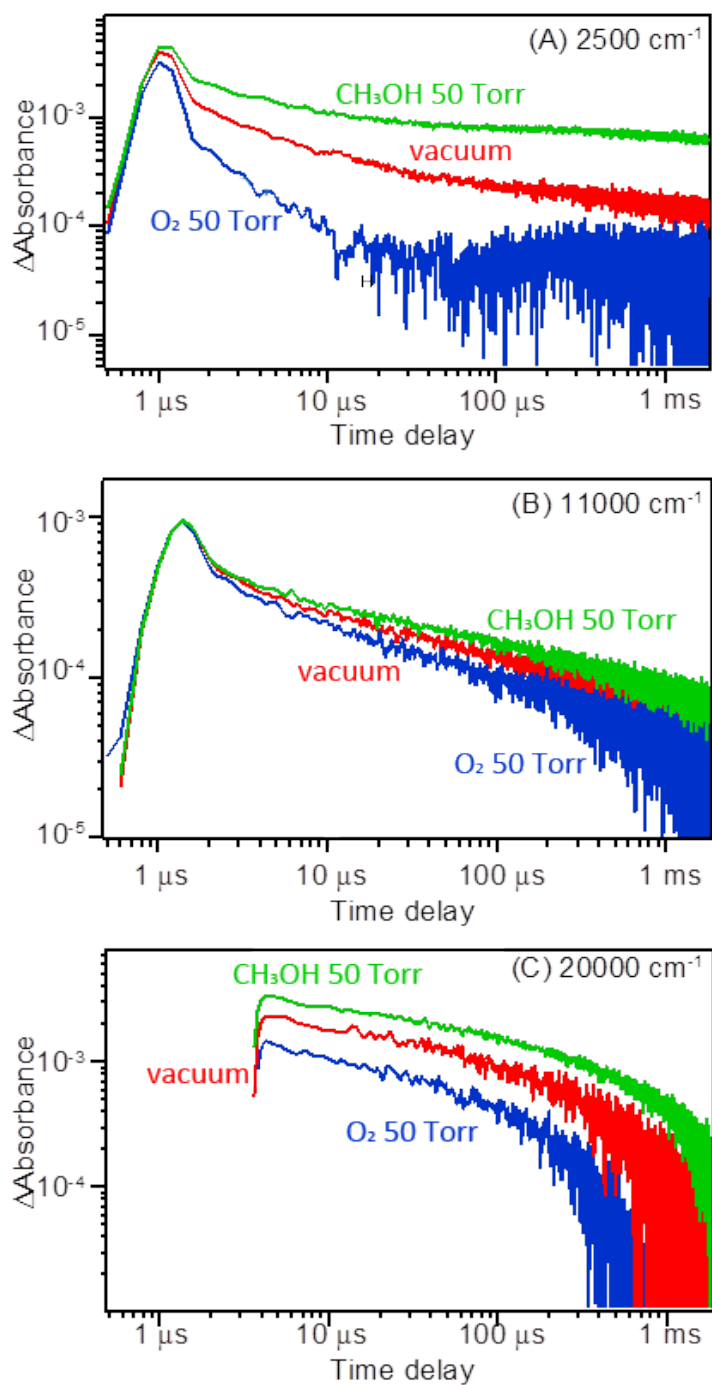 (A) 2500 cm⁻¹
CH₃OH 50 Torr
vacuum
O₂ 50 Torr
ΔAbsorbance
10⁻³
10⁻⁴
10⁻⁵
1 μs
10 μs
100 μs
1 ms
Time delay
(B) 11000 cm⁻¹
CH₃OH 50 Torr
vacuum
O₂ 50 Torr
ΔAbsorbance
10⁻³
10⁻⁴
10⁻⁵
1 μs
10 μs
100 μs
1 ms
Time delay
(C) 20000 cm⁻¹
CH₃OH 50 Torr
vacuum
O₂ 50 Torr
ΔAbsorbance
10⁻³
10⁻⁴
1 μs
10 μs
100 μs
1 ms
Time delay